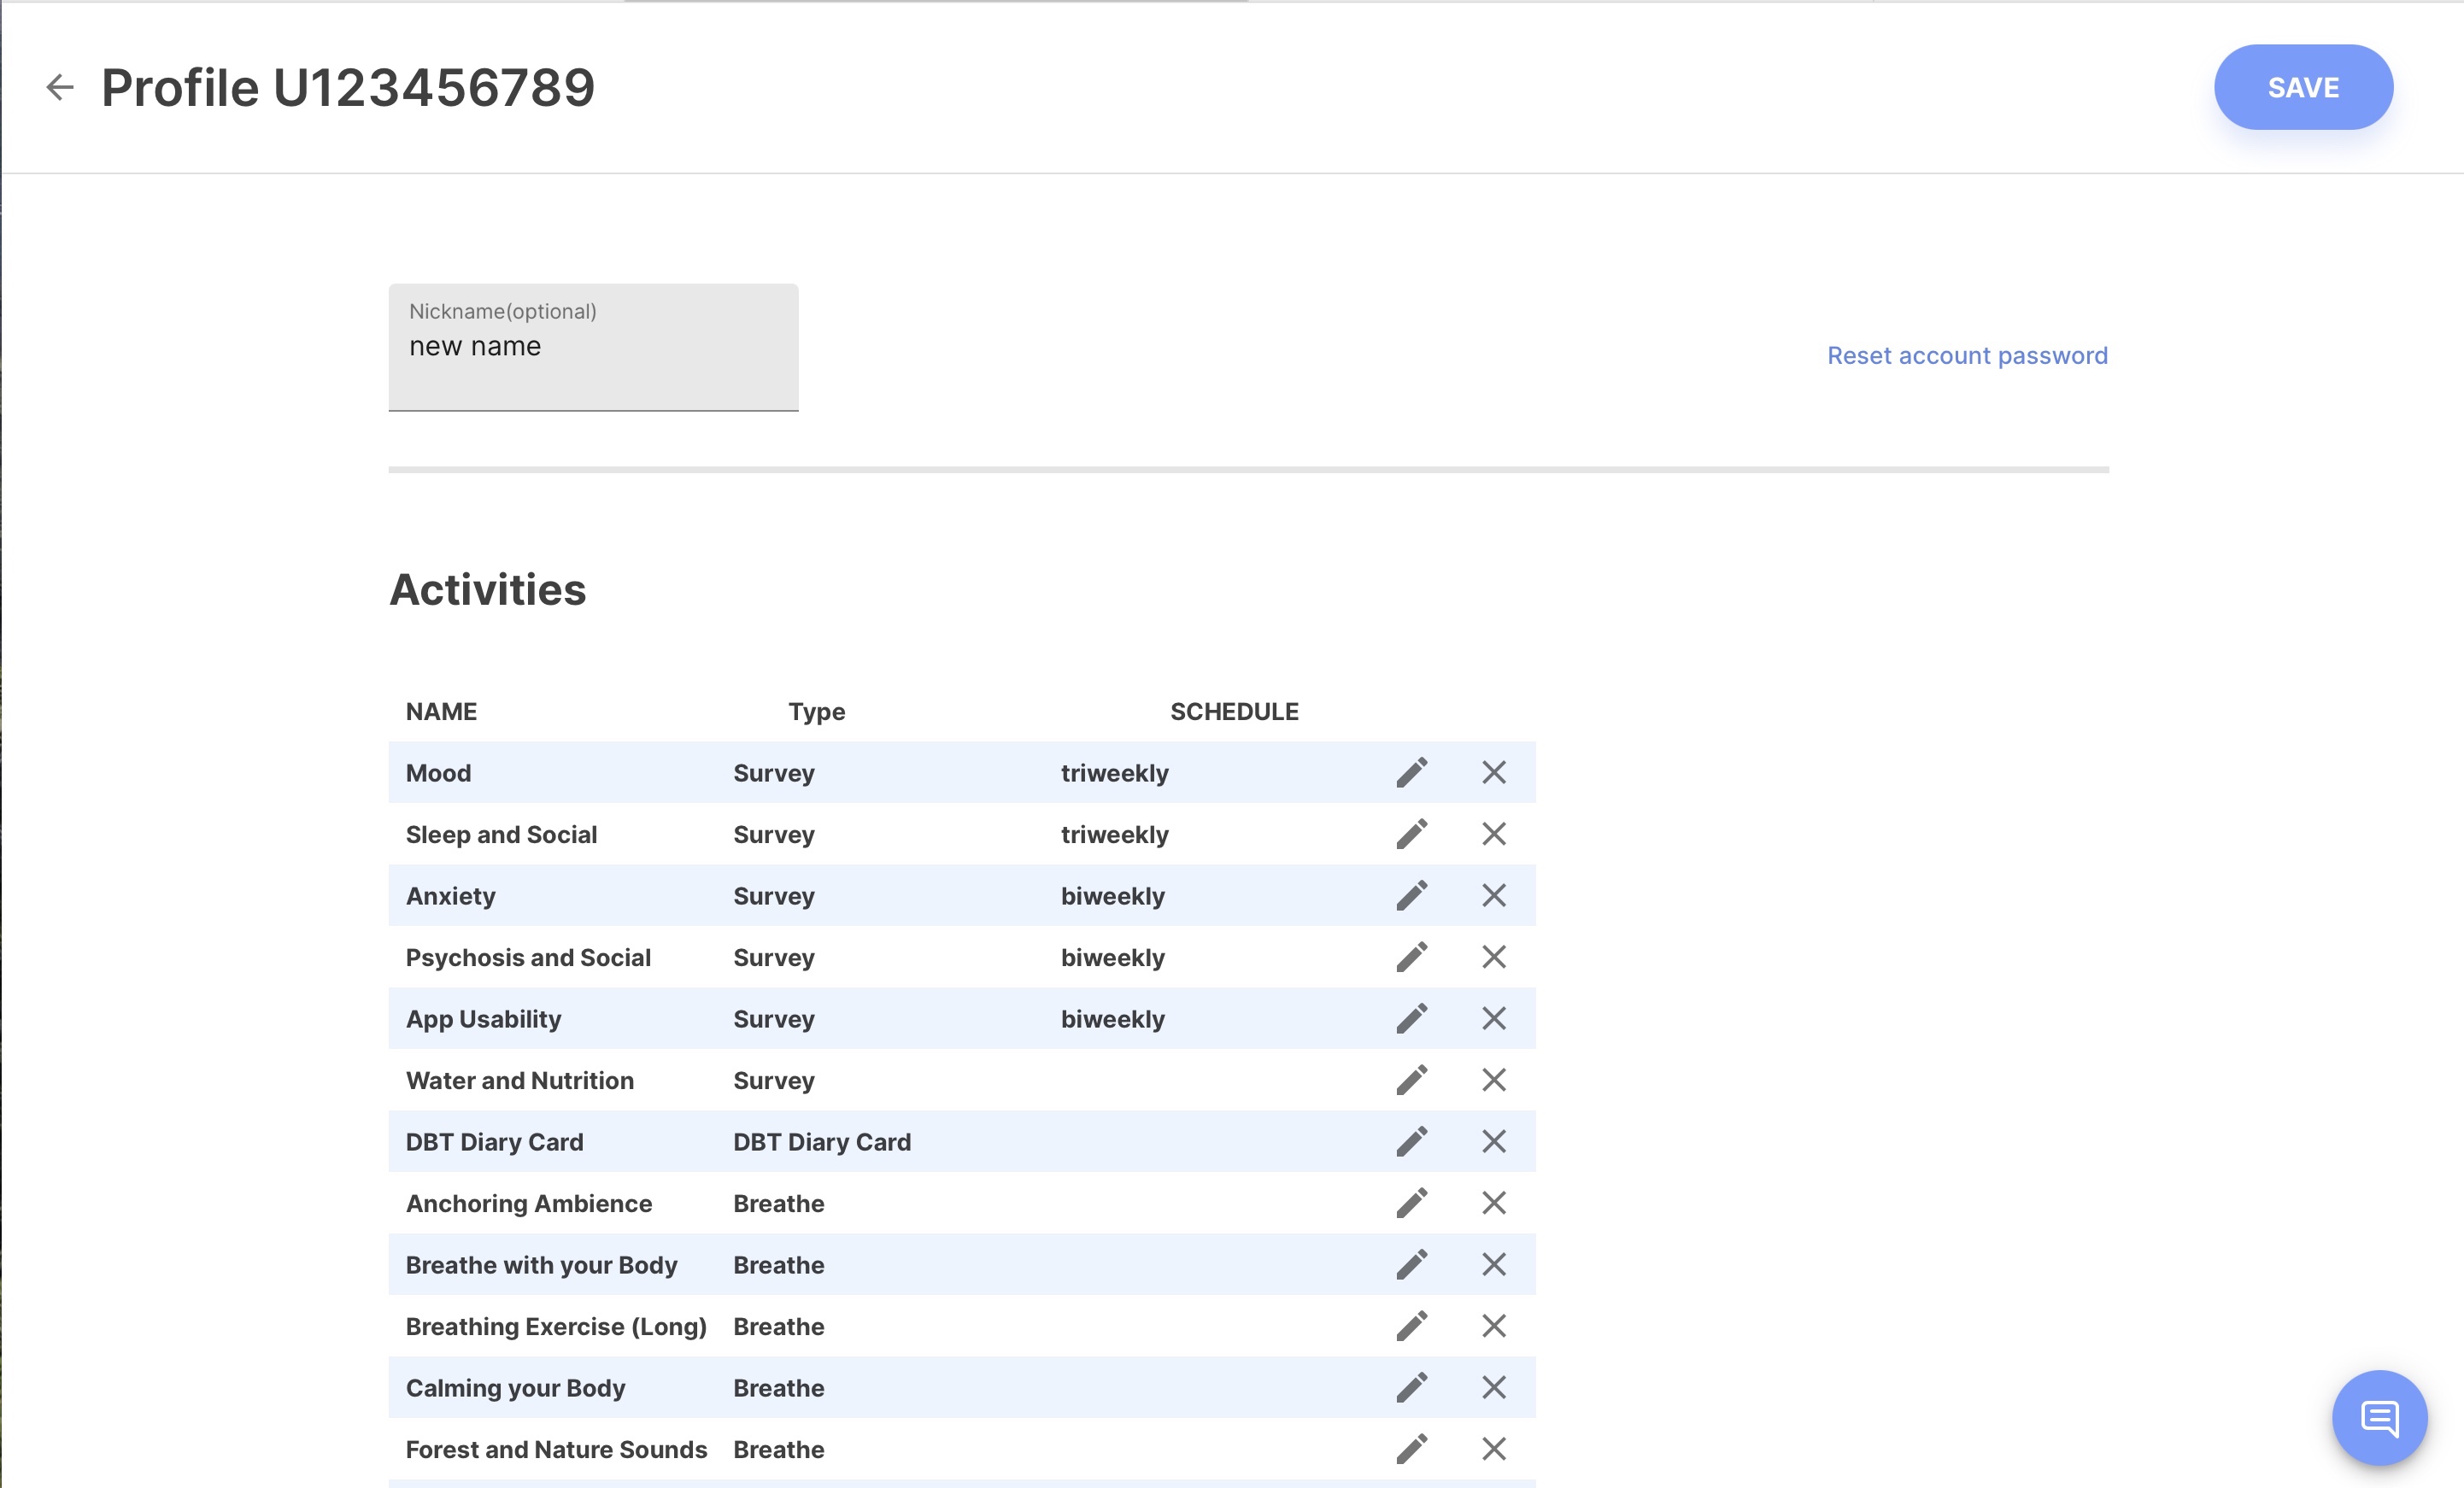 Profile U123456789
SAVE
Nickname(optional)
new name
Reset account password
Activities
NAME Type SCHEDULE
Mood Survey triweekly
Sleep and Social Survey triweekly
Anxiety Survey biweekly
Psychosis and Social Survey biweekly
App Usability Survey biweekly
Water and Nutrition Survey
DBT Diary Card DBT Diary Card
Anchoring Ambience Breathe
Breathe with your Body Breathe
Breathing Exercise (Long) Breathe
Calming your Body Breathe
Forest and Nature Sounds Breathe